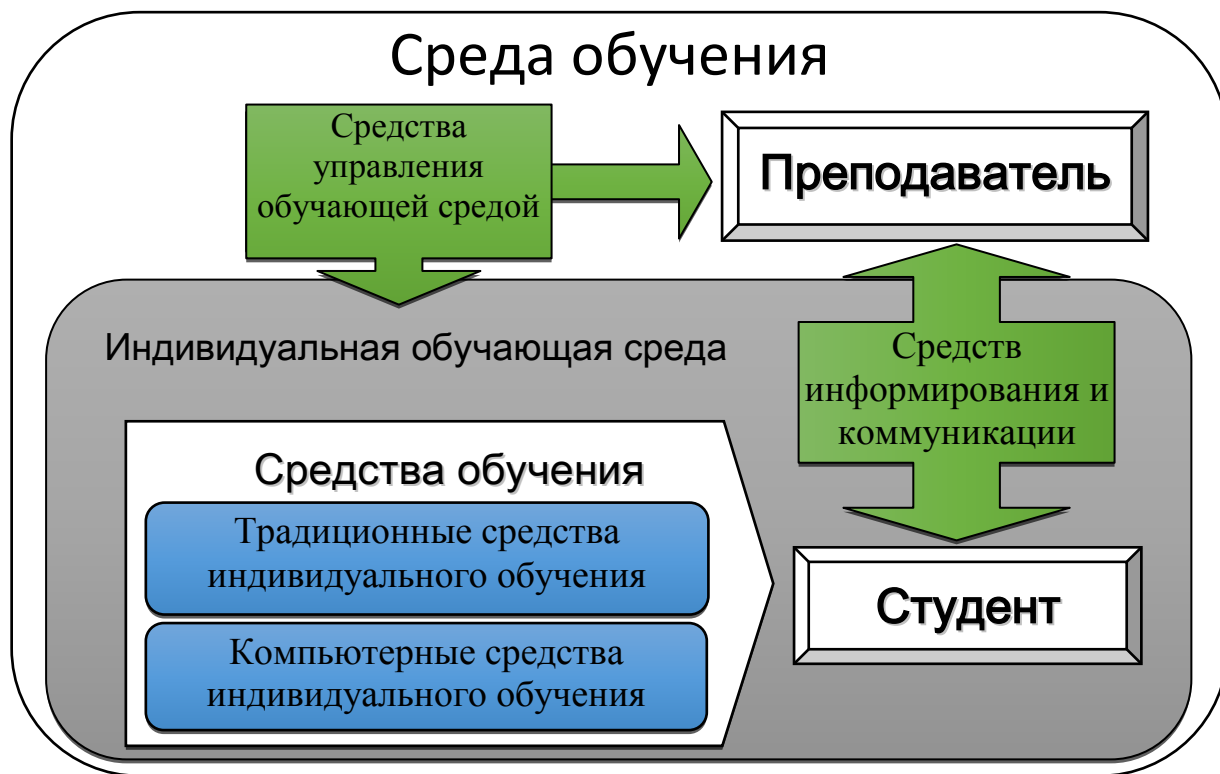 Среда обучения
Средства
управления
обучающей средой
Преподаватель
Индивидуальная обучающая среда
Средств
информирования и
коммуникации
Средства обучения
Традиционные средства
индивидуального обучения
Компьютерные средства
индивидуального обучения
Студент